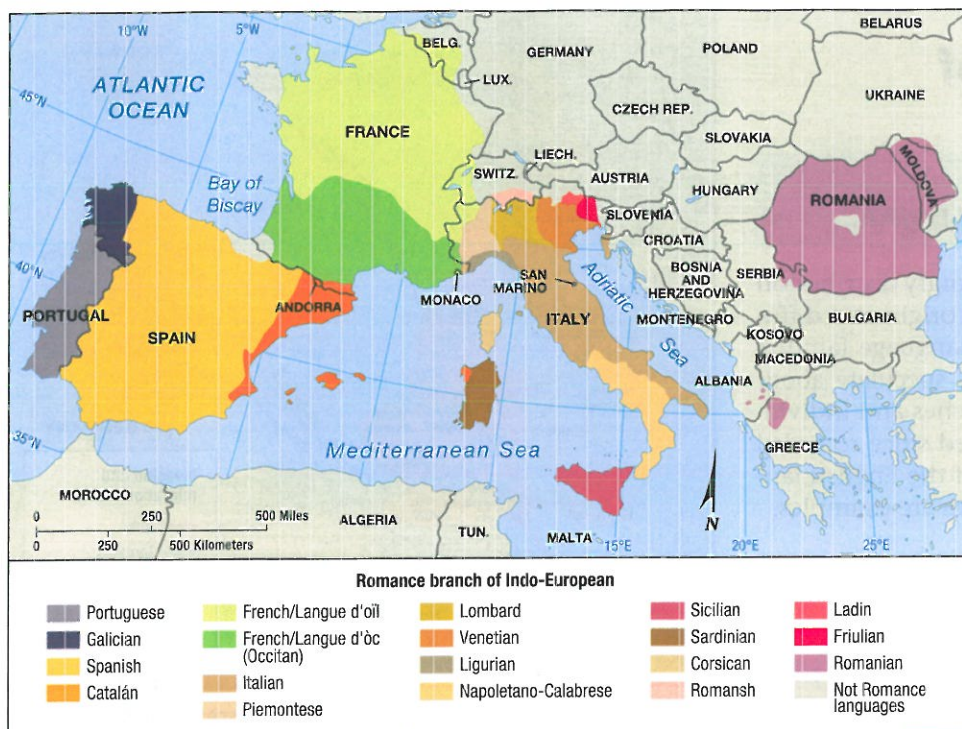 10°W
5°W
BELARUS
BELG.
GERMANY
POLAND
ATLANTIC
OCEAN
LUX.
45°N
UKRAINE
CZECH REP.
FRANCE
SLOVAKIA
LIECH.
SWITZ.
AUSTRIA
MOLDOVA
Bay of
Biscay
HUNGARY
ROMANIA
SLOVENIA
CROATIA
40°N
SAN
MARINO
Adriatic
Sea
BOSNIA
AND
HERZEGOVINA
SERBIA
MONACO
ANDORRA
PORTUGAL
SPAIN
ITALY
MONTENEGRO
BULGARIA
KOSOVO
MACEDONIA
ALBANIA
35°N
Mediterranean Sea
GREECE
MOROCCO
0 250 500 Miles
0 250 500 Kilometers
ALGERIA
TUN.
MALTA
N
15°E
20°E
25°E
Romance branch of Indo-European
Portuguese
Galician
Spanish
Catalán
French/Langue d'oïl
French/Langue d'òc
(Occitan)
Italian
Piemontese
Lombard
Venetian
Ligurian
Napoletano-Calabrese
Sicilian
Sardinian
Corsican
Romansh
Ladin
Friulian
Romanian
Not Romance
languages